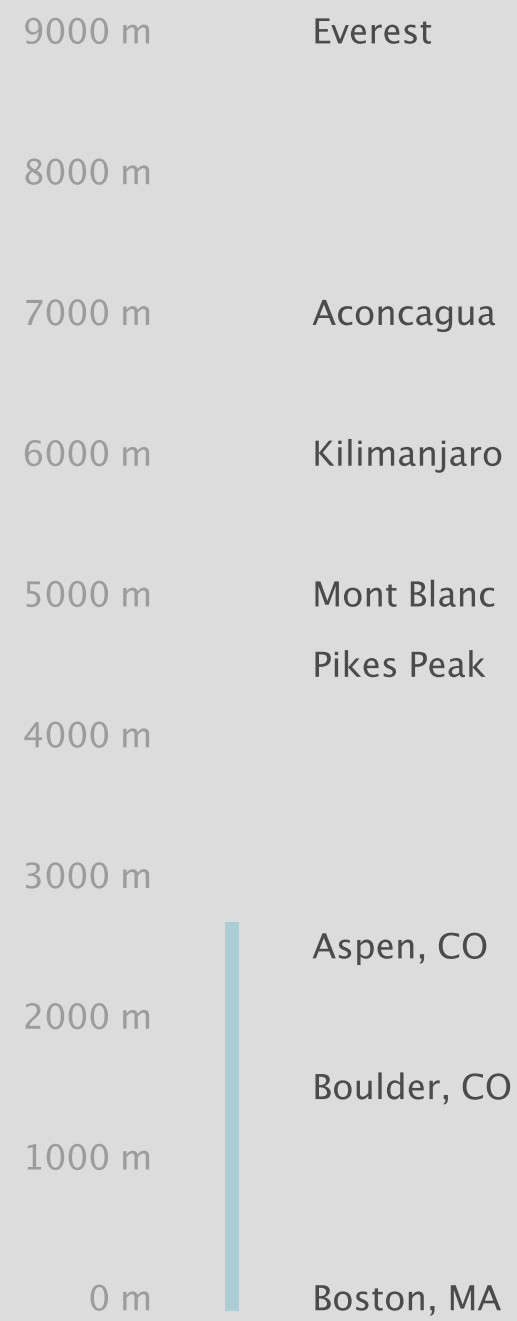 9000 m Everest
8000 m
7000 m Aconcagua
6000 m Kilimanjaro
5000 m Mont Blanc
Pikes Peak
4000 m
3000 m
Aspen, CO
2000 m
Boulder, CO
1000 m
0 m Boston, MA